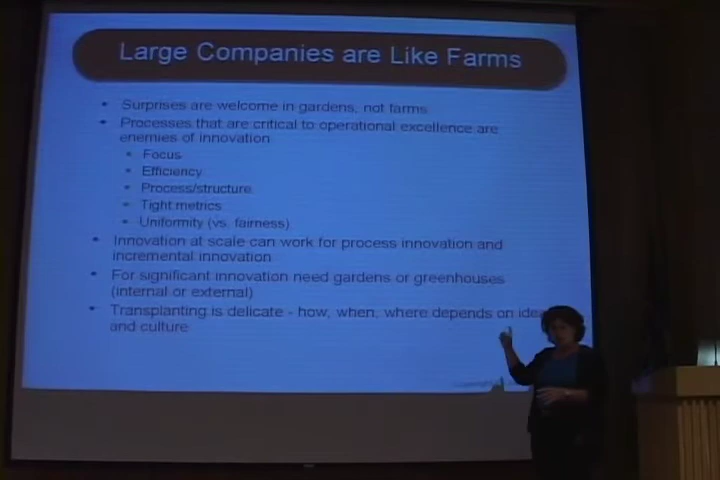 Large Companies are Like Farms
• Surprises are welcome in gardens, not farms
• Processes that are critical to operational excellence are
enemies of innovation
• Focus
• Efficiency
• Process/structure
• Tight metrics
• Uniformity (vs. fairness)
• Innovation at scale can work for process innovation and
incremental innovation
• For significant innovation need gardens or greenhouses
(internal or external)
• Transplanting is delicate - how, when, where depends on
and culture